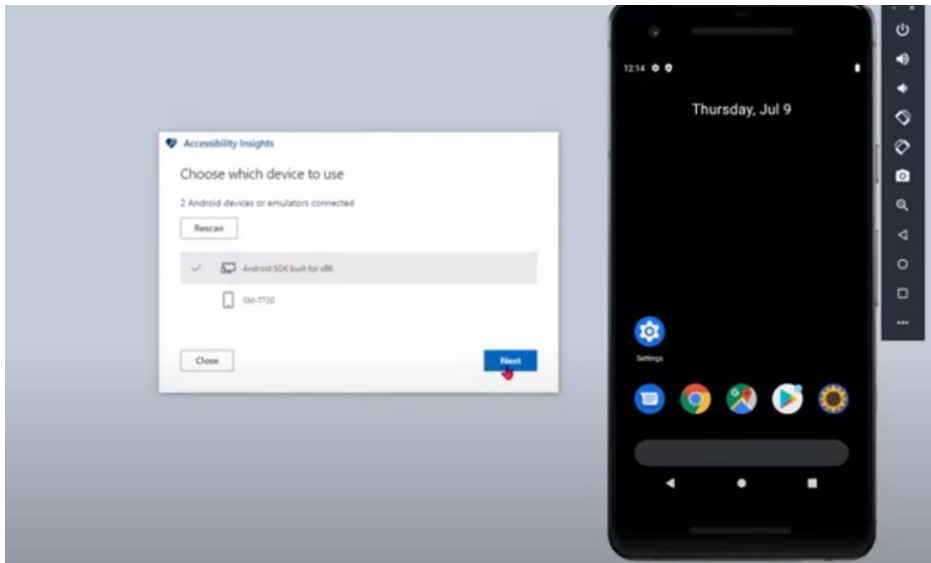 Accessibility Insights
Choose which device to use
2 Android devices or emulators connected
Rescan
Android SDK built for x86
SM-T720
Close
Next
12:14
Thursday, Jul 9
Settings